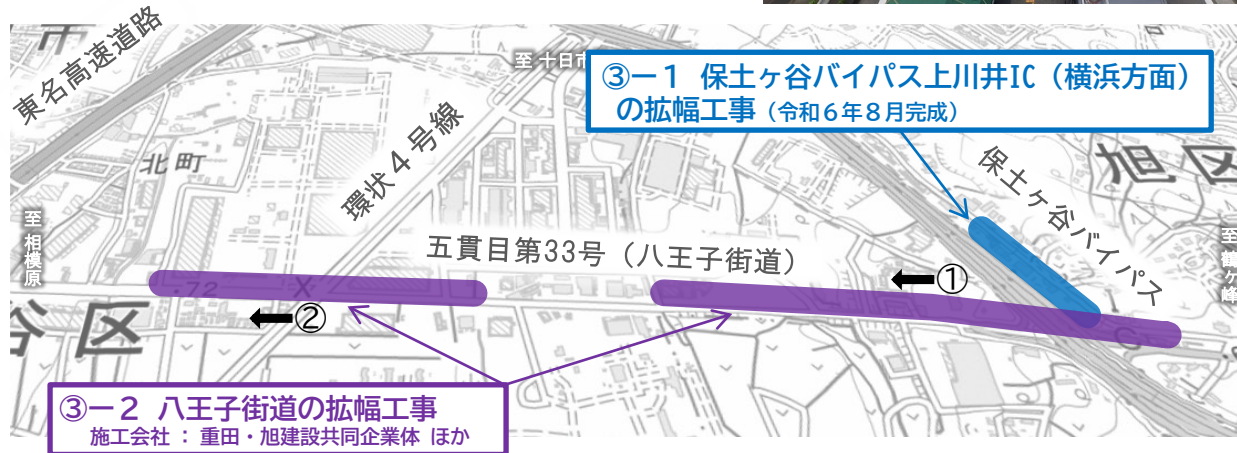 東名高速道路
至 十日市
③ー1 保土ヶ谷バイパス上川井IC（横浜方面）
の拡幅工事（令和６年８月完成）
北町
環状４号線
保土ヶ谷バイパス
旭区
至 相模原
至 鶴ヶ峰
五貫目第33号（八王子街道）
←①
.72
←②
谷区
③ー２ 八王子街道の拡幅工事
施工会社 ： 重田・旭建設共同企業体 ほか